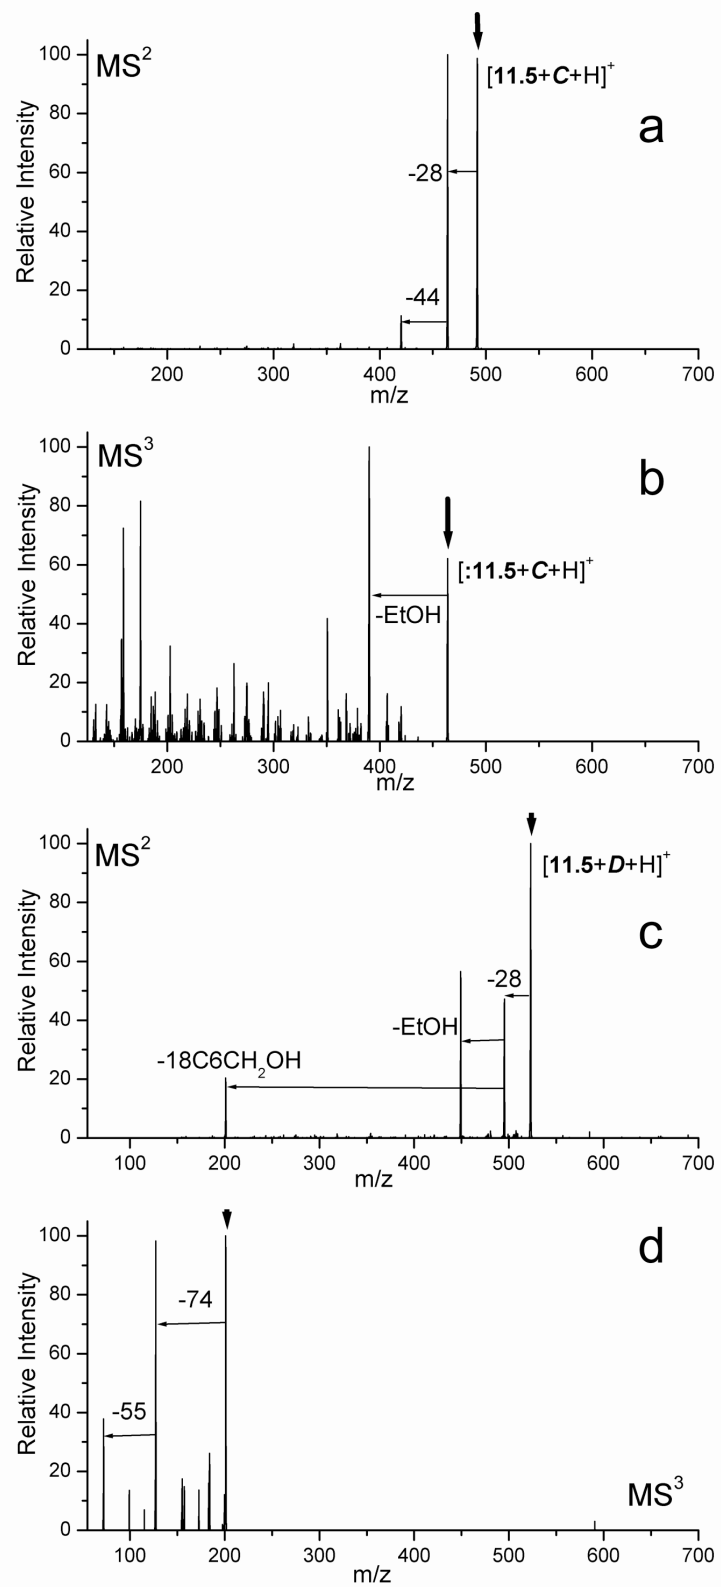 MS²
[11.5+C+H]⁺
a
-28
-44
100
80
60
40
20
0
Relative Intensity
200 300 400 500 600 700
m/z
MS³
b
[:11.5+C+H]⁺
-EtOH
100
80
60
40
20
0
Relative Intensity
200 300 400 500 600 700
m/z
MS²
[11.5+D+H]⁺
c
-28
-EtOH
-18C6CH₂OH
100
80
60
40
20
0
Relative Intensity
100 200 300 400 500 600 700
m/z
d
-74
-55
MS³
100
80
60
40
20
0
Relative Intensity
100 200 300 400 500 600 700
m/z